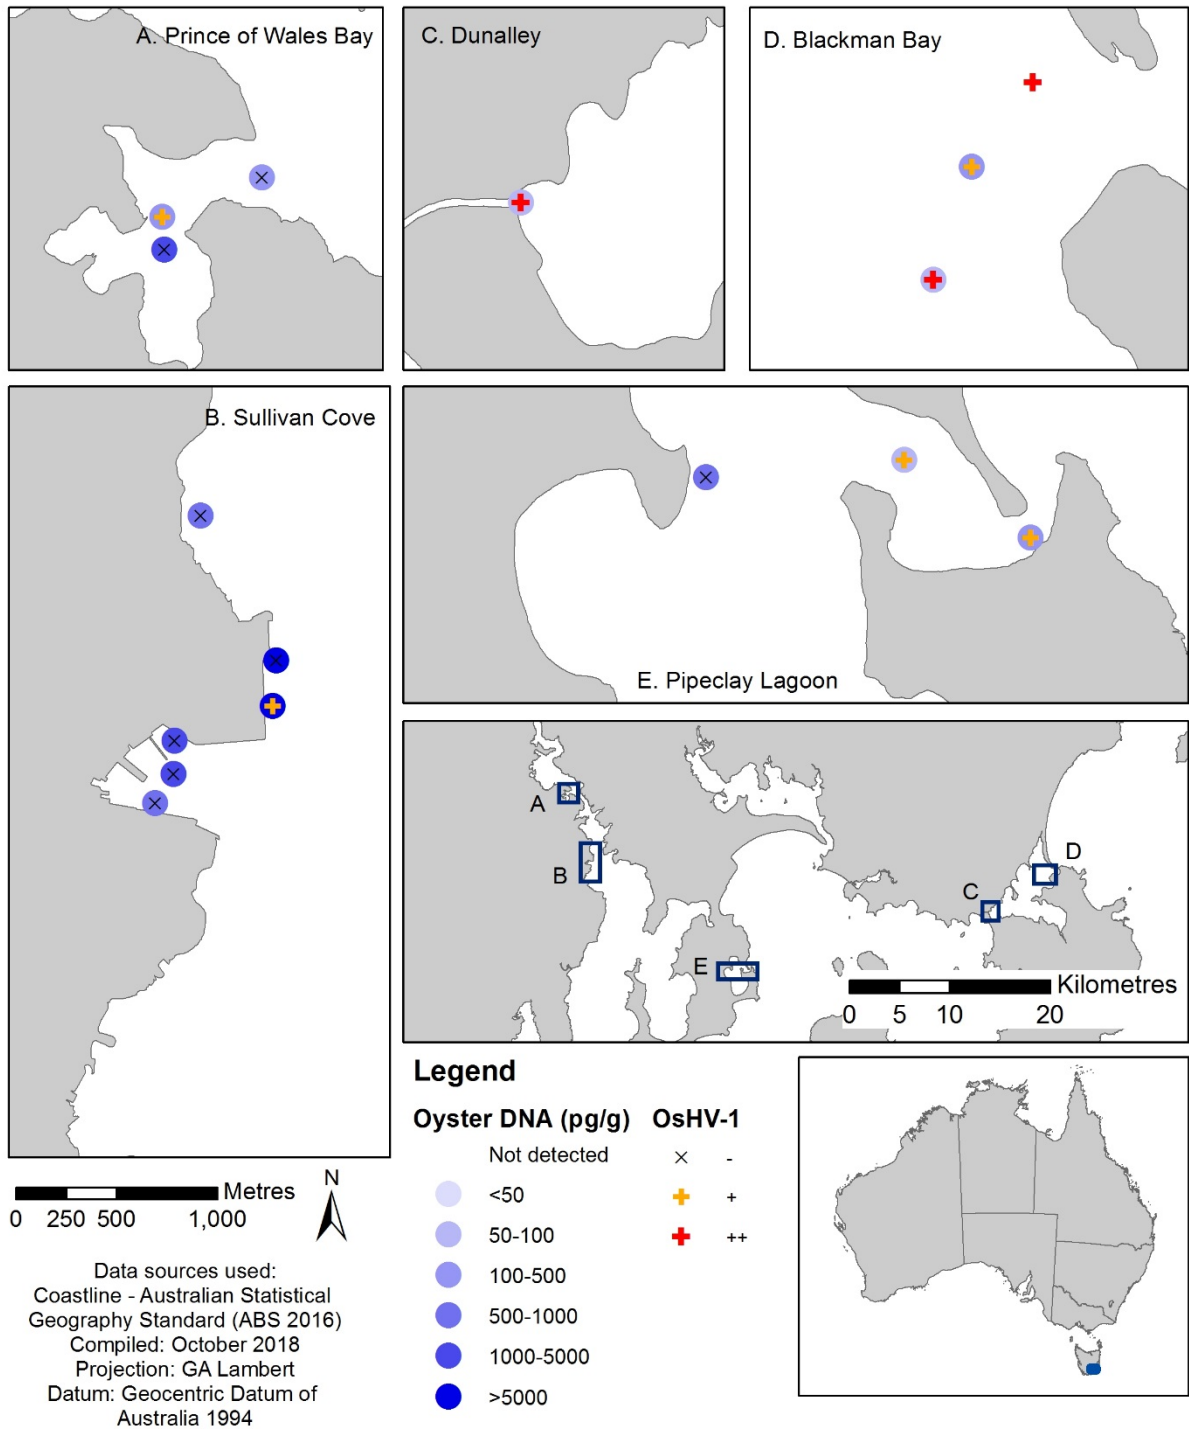 A. Prince of Wales Bay
C. Dunalley
D. Blackman Bay
B. Sullivan Cove
E. Pipeclay Lagoon
A
B
C
D
E
Kilometres
0 5 10 20
Legend
Oyster DNA (pg/g) OsHV-1
Not detected × -
<50 +
50-100 ++
100-500
500-1000
1000-5000
>5000
Metres
0 250 500 1,000
N
Data sources used:
Coastline - Australian Statistical
Geography Standard (ABS 2016)
Compiled: October 2018
Projection: GA Lambert
Datum: Geocentric Datum of
Australia 1994